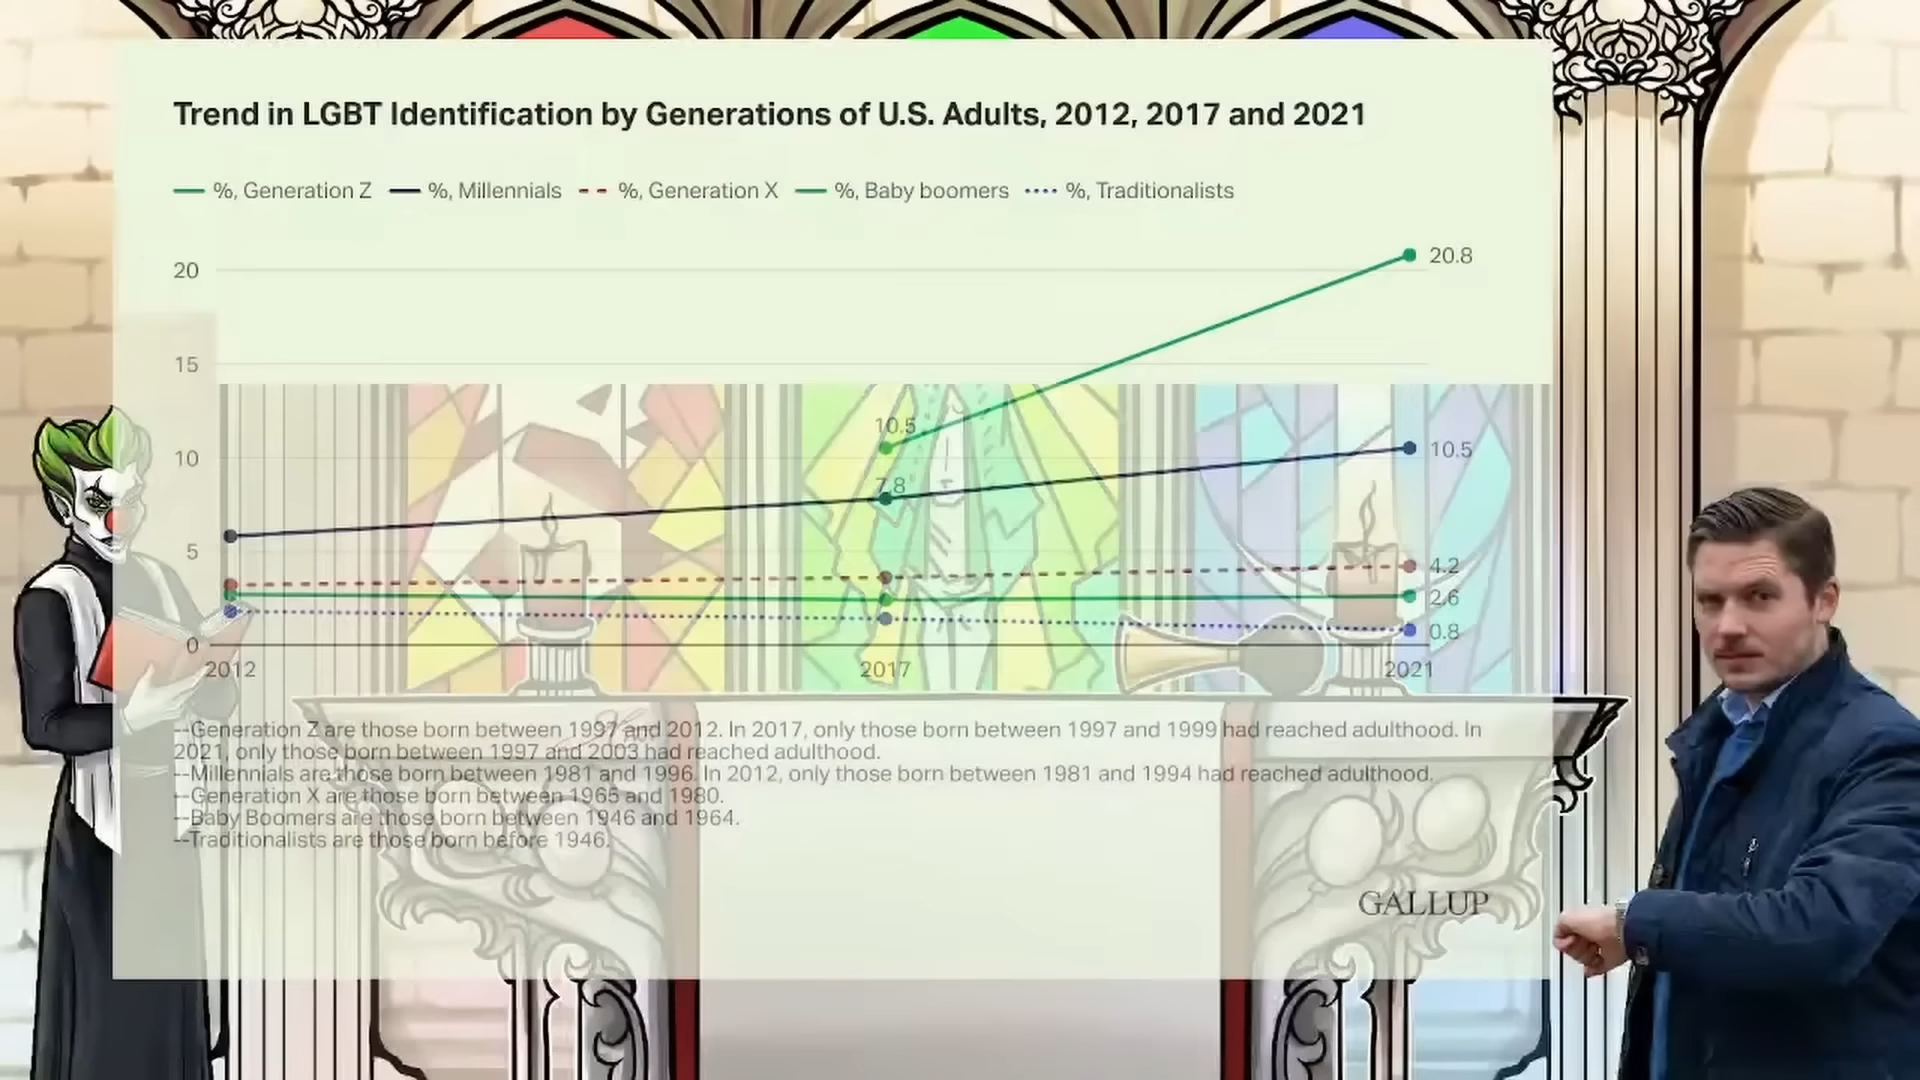 Trend in LGBT Identification by Generations of U.S. Adults, 2012, 2017 and 2021
%, Generation Z %, Millennials %, Generation X %, Baby boomers %, Traditionalists
20.8
20
15
10.5
10
10.5
7.8
5
4.2
2.6
0.8
0
2012 2017 2021
--Generation Z are those born between 1997 and 2012. In 2017, only those born between 1997 and 1999 had reached adulthood. In
2021, only those born between 1997 and 2003 had reached adulthood.
--Millennials are those born between 1981 and 1996. In 2012, only those born between 1981 and 1994 had reached adulthood.
--Generation X are those born between 1965 and 1980.
--Baby Boomers are those born between 1946 and 1964.
--Traditionalists are those born before 1946.
GALLUP